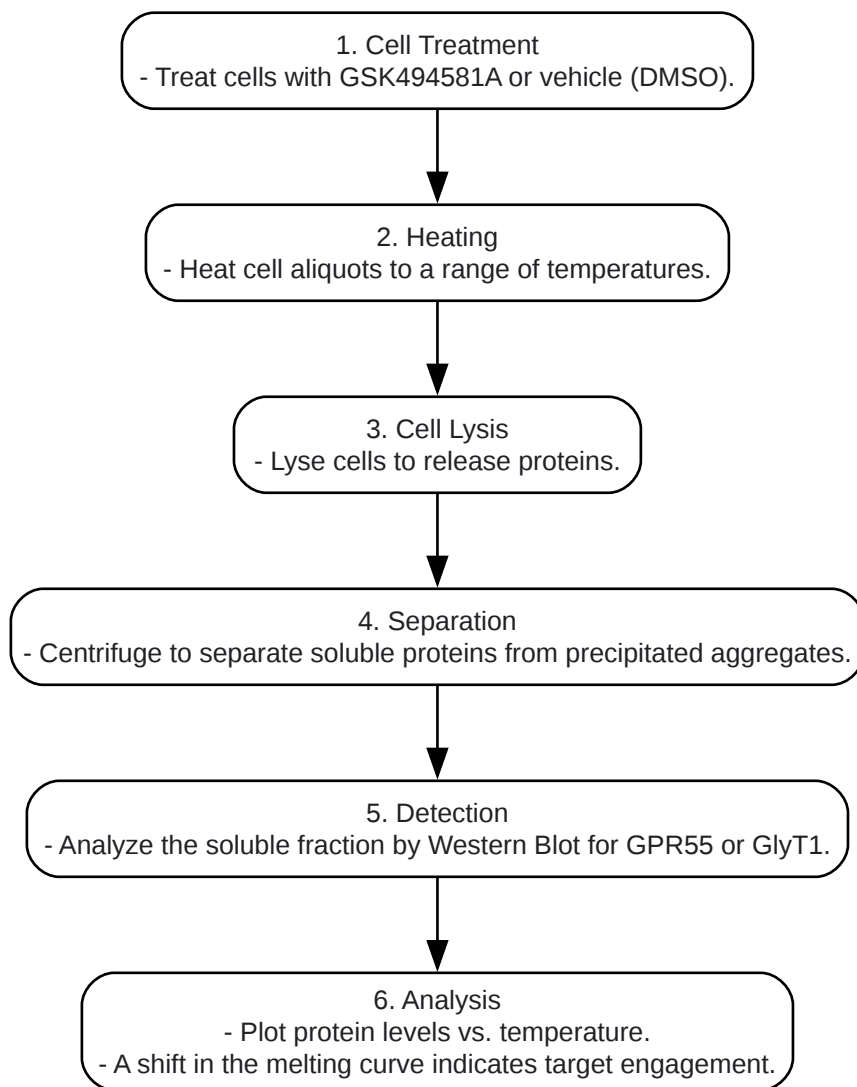 1. Cell Treatment
- Treat cells with GSK494581A or vehicle (DMSO).
2. Heating
- Heat cell aliquots to a range of temperatures.
3. Cell Lysis
- Lyse cells to release proteins.
4. Separation
- Centrifuge to separate soluble proteins from precipitated aggregates.
5. Detection
- Analyze the soluble fraction by Western Blot for GPR55 or GlyT1.
6. Analysis
- Plot protein levels vs. temperature.
- A shift in the melting curve indicates target engagement.